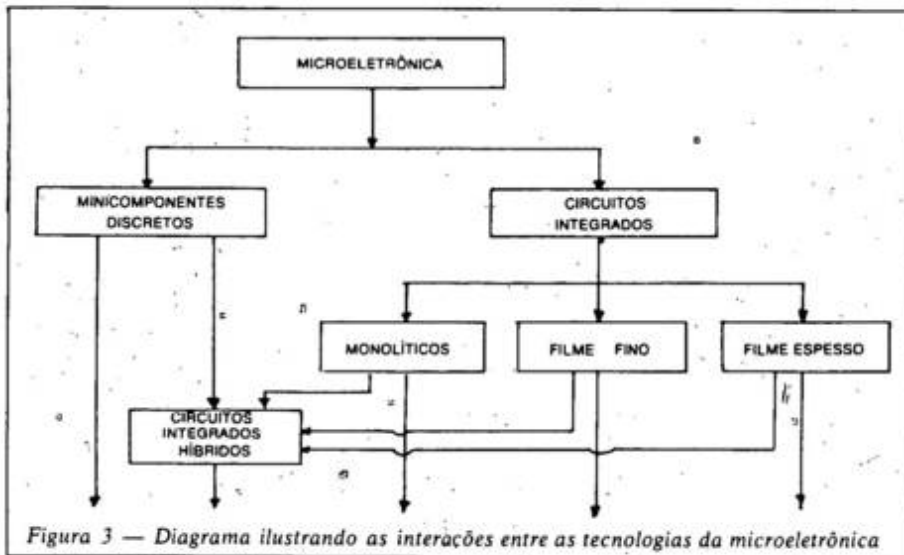 MICROELETRÔNICA
MINICOMPONENTES
DISCRETOS
CIRCUITOS
INTEGRADOS
MONOLÍTICOS
FILME FINO
FILME ESPESSO
CIRCUITOS
INTEGRADOS
HÍBRIDOS
Figura 3 — Diagrama ilustrando as interações entre as tecnologias da microeletrônica